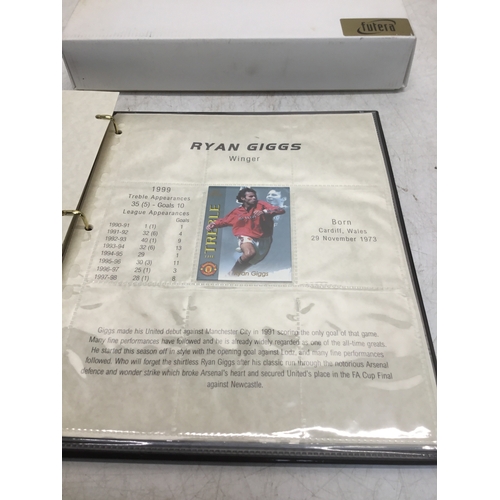 futera
RYAN GIGGS
Winger
1999
Treble Appearances
35 (5) - Goals 10
League Appearances
Goals
1990-91 1 (1) 1
1991-92 32 (6) 4
1992-93 40 (1) 9
1993-94 32 (6) 13
1994-95 29 1
1995-96 30 (3) 11
1996-97 25 (1) 3
1997-98 28 (1) 8
TREBLE
Ryan Giggs
Born
Cardiff, Wales
29 November 1973
Giggs made his United debut against Manchester City in 1991 scoring the only goal of that game.
Many fine performances have followed and he is already widely regarded as one of the all-time greats.
He started this season off in style with the opening goal against Lodz, and many fine performances
followed. Who will forget the shirtless Ryan Giggs after his classic run through the notorious Arsenal
defence and wonder strike which broke Arsenal's heart and secured United's place in the FA Cup Final
against Newcastle.